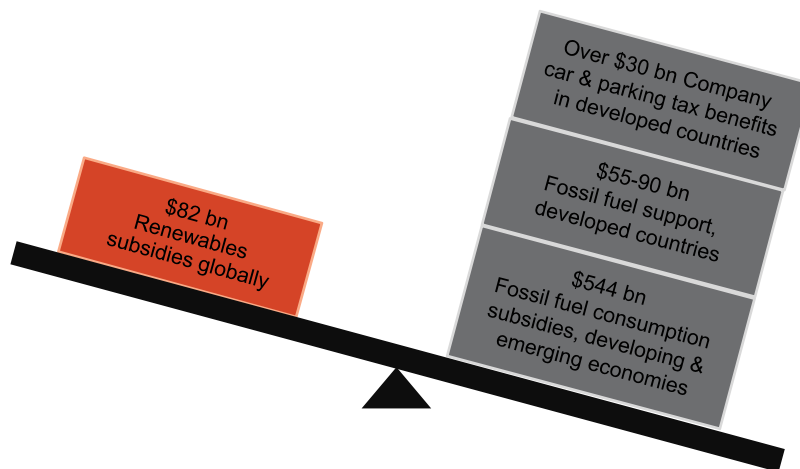 $82 bn
Renewables
subsidies globally
Over $30 bn Company
car & parking tax benefits
in developed countries
$55-90 bn
Fossil fuel support,
developed countries
$544 bn
Fossil fuel consumption
subsidies, developing &
emerging economies